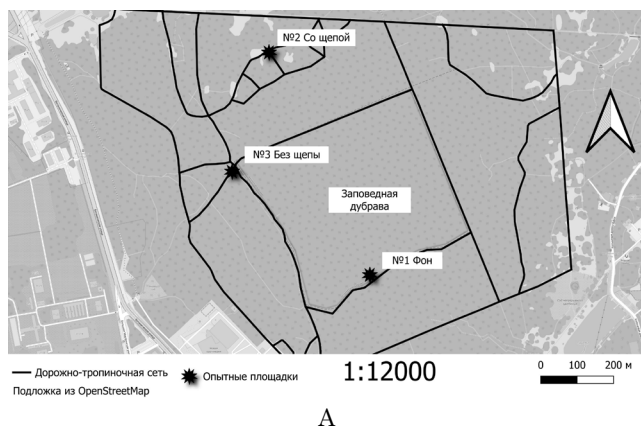 №2 Со щепой
№3 Без щепы
Заповедная
дубрава
№1 Фон
Дорожно-тропиночная сеть
Опытные площадки
Подложка из OpenStreetMap
1:12000
0 100 200 м
А